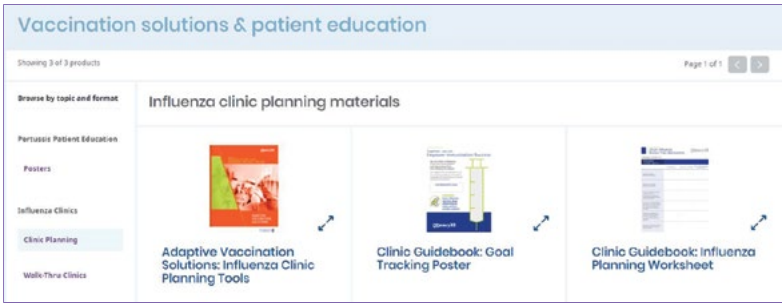 Vaccination solutions & patient education
Showing 3 of 3 products
Page 1 of 1
Browse by topic and format
Pertussis Patient Education
Posters
Influenza Clinics
Clinic Planning
Walk-Thru Clinics
Influenza clinic planning materials
Adaptive Vaccination
Solutions: Influenza Clinic
Planning Tools
Clinic Guidebook: Goal
Tracking Poster
Clinic Guidebook: Influenza
Planning Worksheet